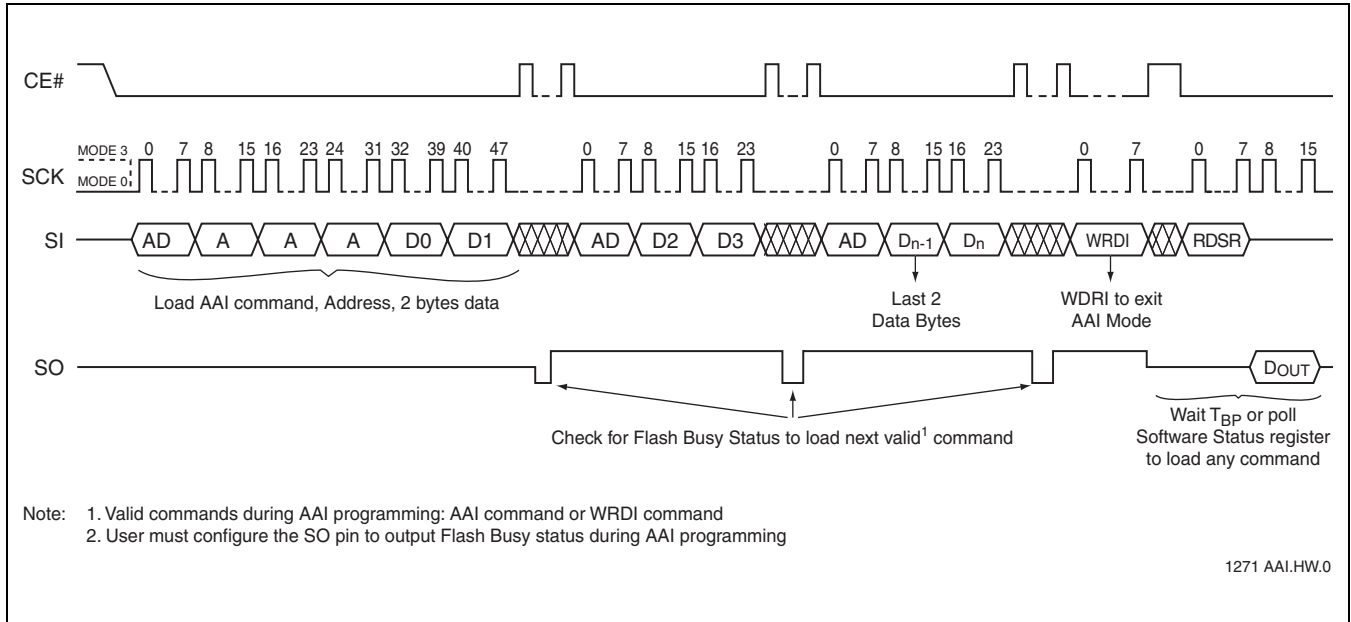 CE#
MODE 3
MODE 0
SCK
0 7 8 15 16 23 24 31 32 39 40 47 0 7 8 15 16 23 0 7 8 15 16 23 0 7 0 7 8 15
SI
AD A A A D0 D1 AD D2 D3 AD Dn-1 Dn WRDI RDSR
Load AAI command, Address, 2 bytes data
Last 2
Data Bytes
WDRI to exit
AAI Mode
SO
DOUT
Check for Flash Busy Status to load next valid1 command
Wait TBP or poll
Software Status register
to load any command
Note: 1. Valid commands during AAI programming: AAI command or WRDI command
2. User must configure the SO pin to output Flash Busy status during AAI programming
1271 AAI.HW.0